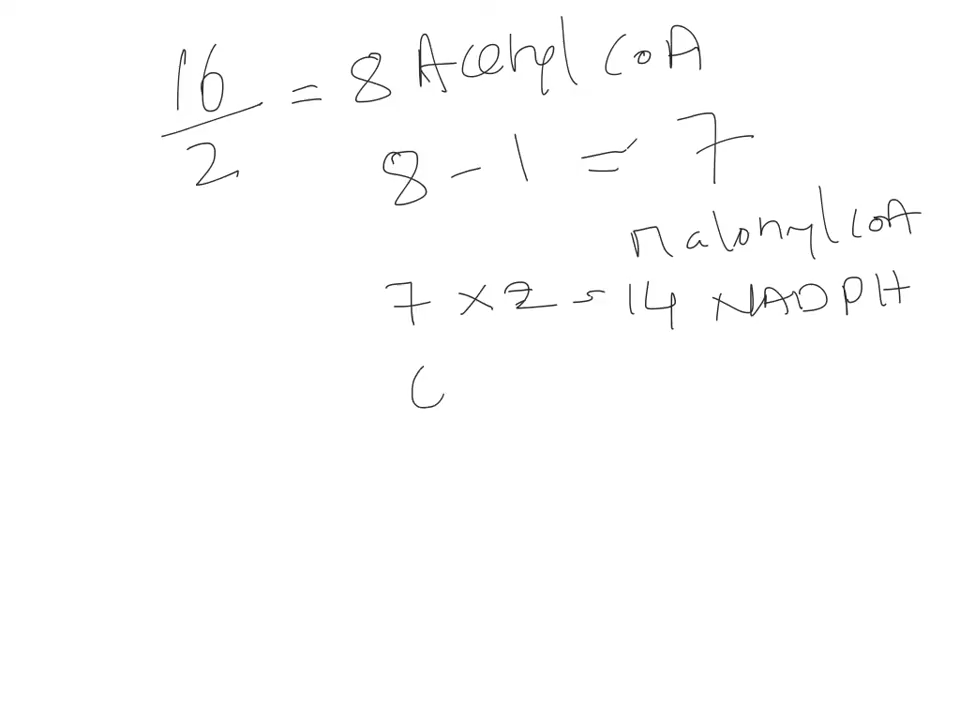 16/2 = 8 Acetyl CoA
8 - 1 = 7
Malonyl CoA
7 x 2 = 14 NADPH
C